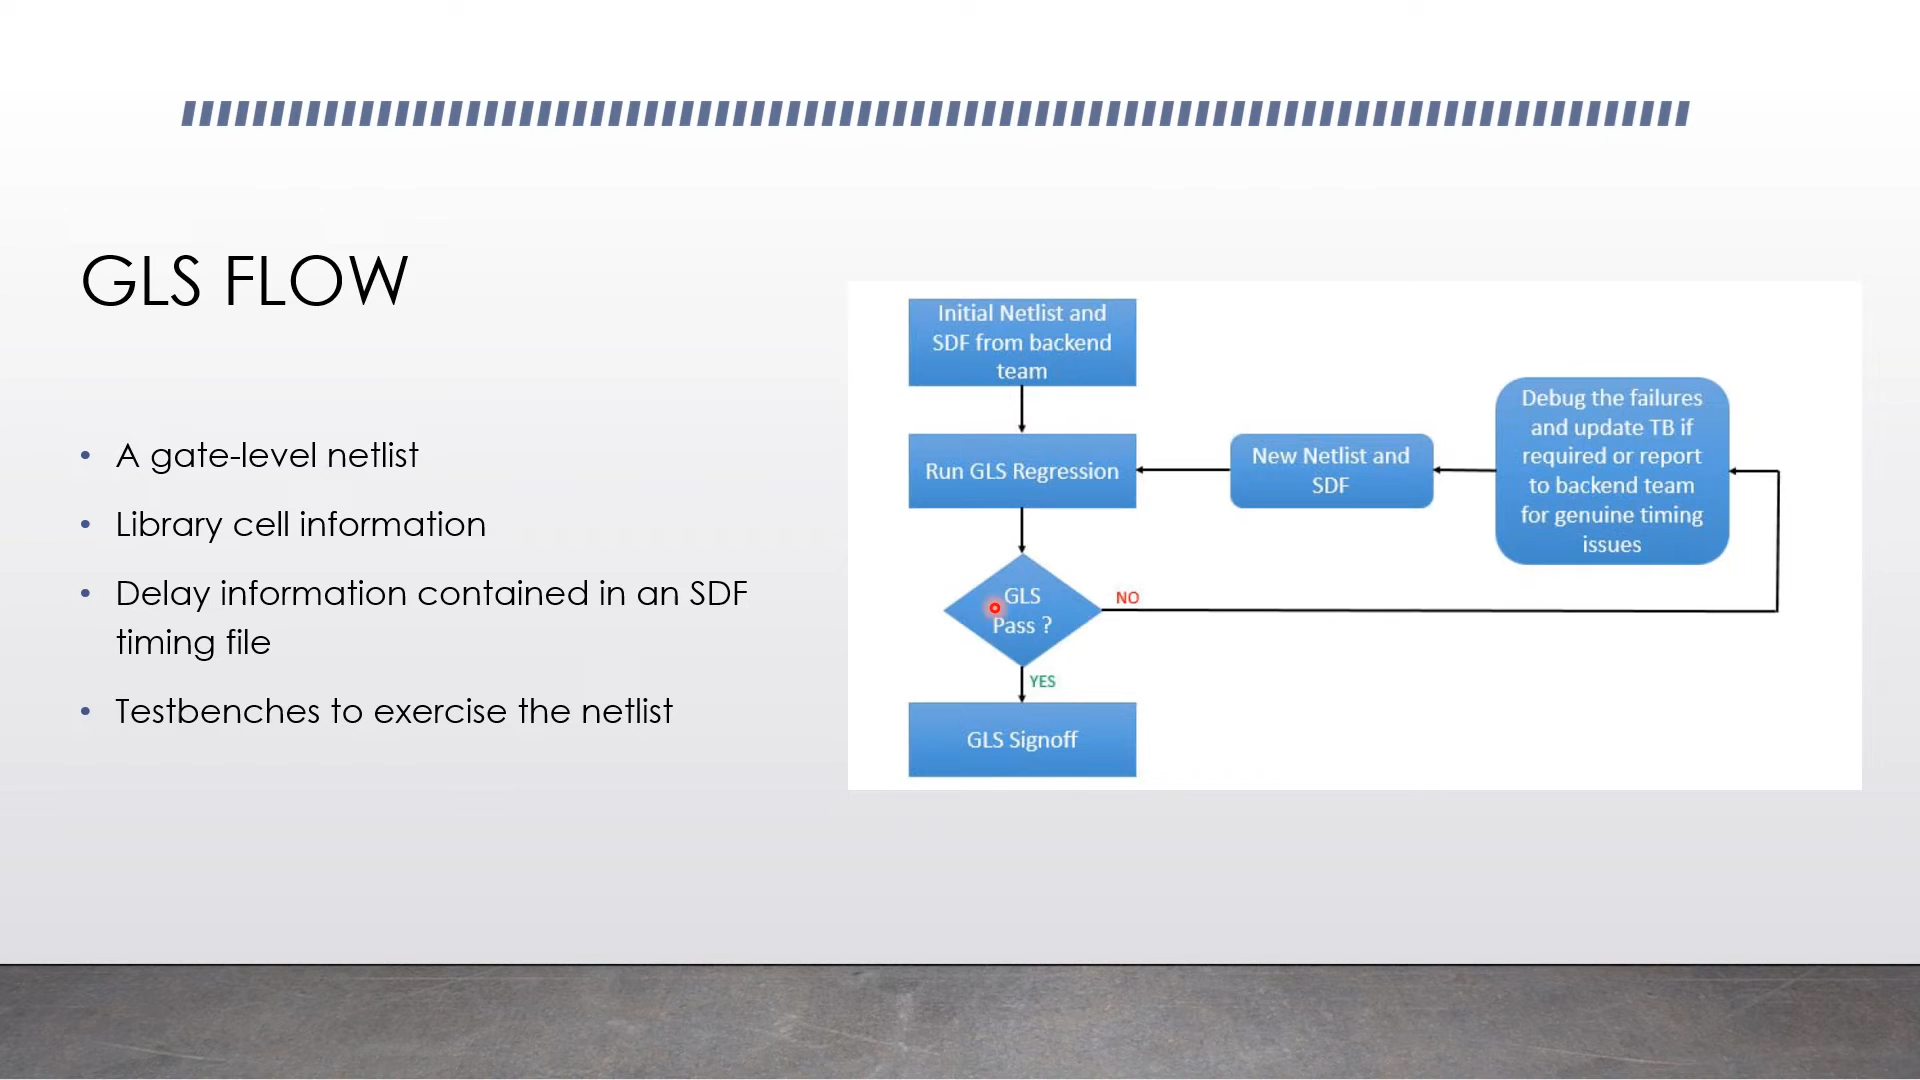 GLS FLOW
• A gate-level netlist
• Library cell information
• Delay information contained in an SDF
timing file
• Testbenches to exercise the netlist
Initial Netlist and
SDF from backend
team
Run GLS Regression
New Netlist and
SDF
Debug the failures
and update TB if
required or report
to backend team
for genuine timing
issues
GLS
Pass ?
NO
YES
GLS Signoff